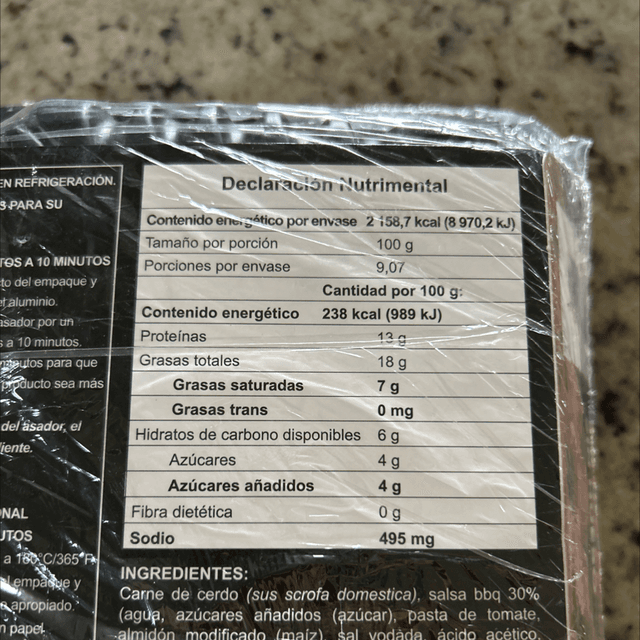 EN REFRIGERACIÓN.
PARA SU
TOS A 10 MINUTOS
to del empaque y
el aluminio.
asador por un
s a 10 minutos.
minutos para que
producto sea más
del asador, el
iente.
NAL
UTOS
a 180°C/365°F
el empaque y
o apropiado.
n papel
Declaración Nutrimental
Contenido energético por envase 2 158,7 kcal (8 970,2 kJ)
Tamaño por porción 100 g
Porciones por envase 9,07
Cantidad por 100 g:
Contenido energético 238 kcal (989 kJ)
Proteínas 13 g
Grasas totales 18 g
Grasas saturadas 7 g
Grasas trans 0 mg
Hidratos de carbono disponibles 6 g
Azúcares 4 g
Azúcares añadidos 4 g
Fibra dietética 0 g
Sodio 495 mg
INGREDIENTES:
Carne de cerdo (sus scrofa domestica), salsa bbq 30%
(agua, azúcares añadidos (azúcar), pasta de tomate,
almidón modificado (maíz), sal yodada, ácido acético,